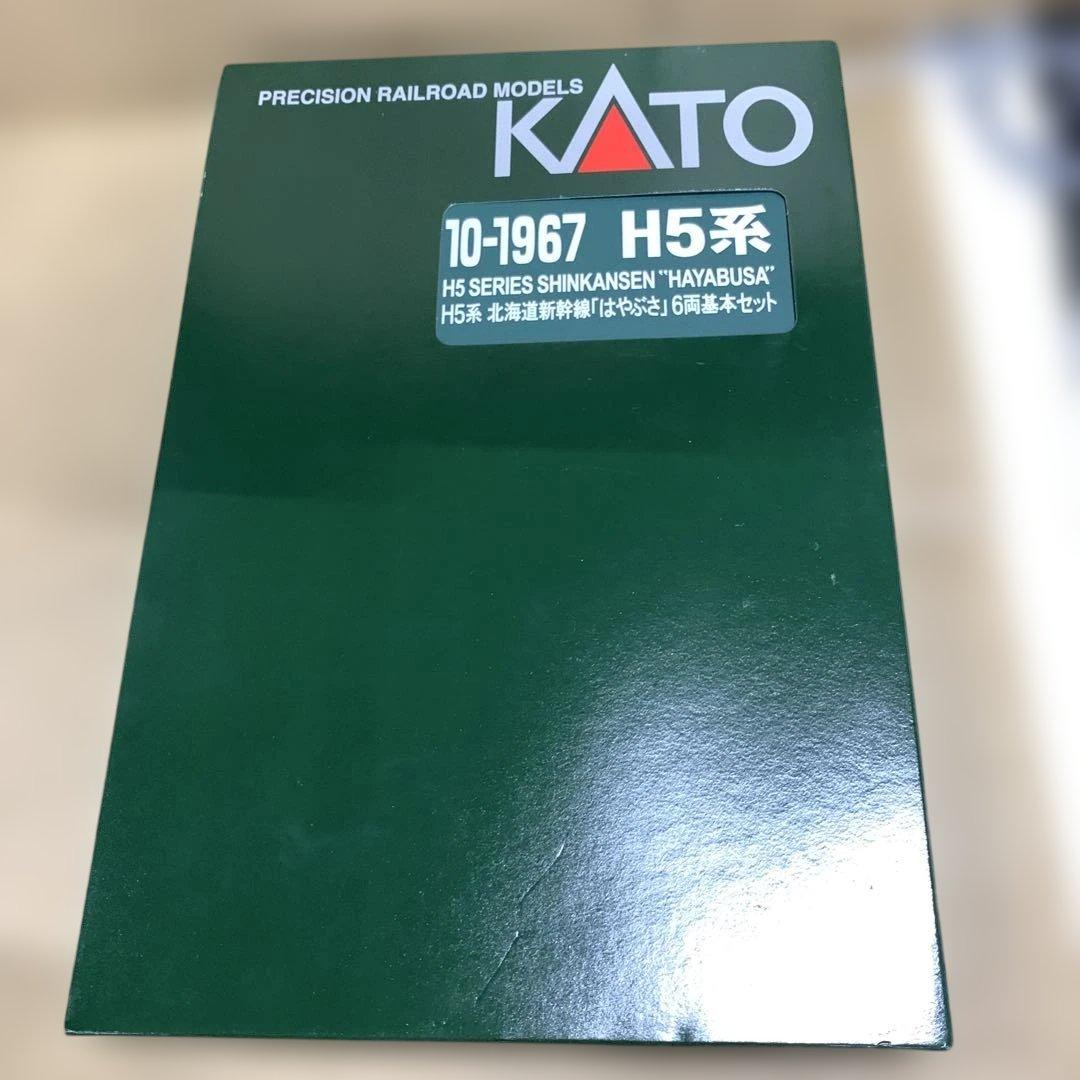 PRECISION RAILROAD MODELS
KATO
10-1967 H5系
H5 SERIES SHINKANSEN "HAYABUSA"
H5系 北海道新幹線「はやぶさ」6両基本セット